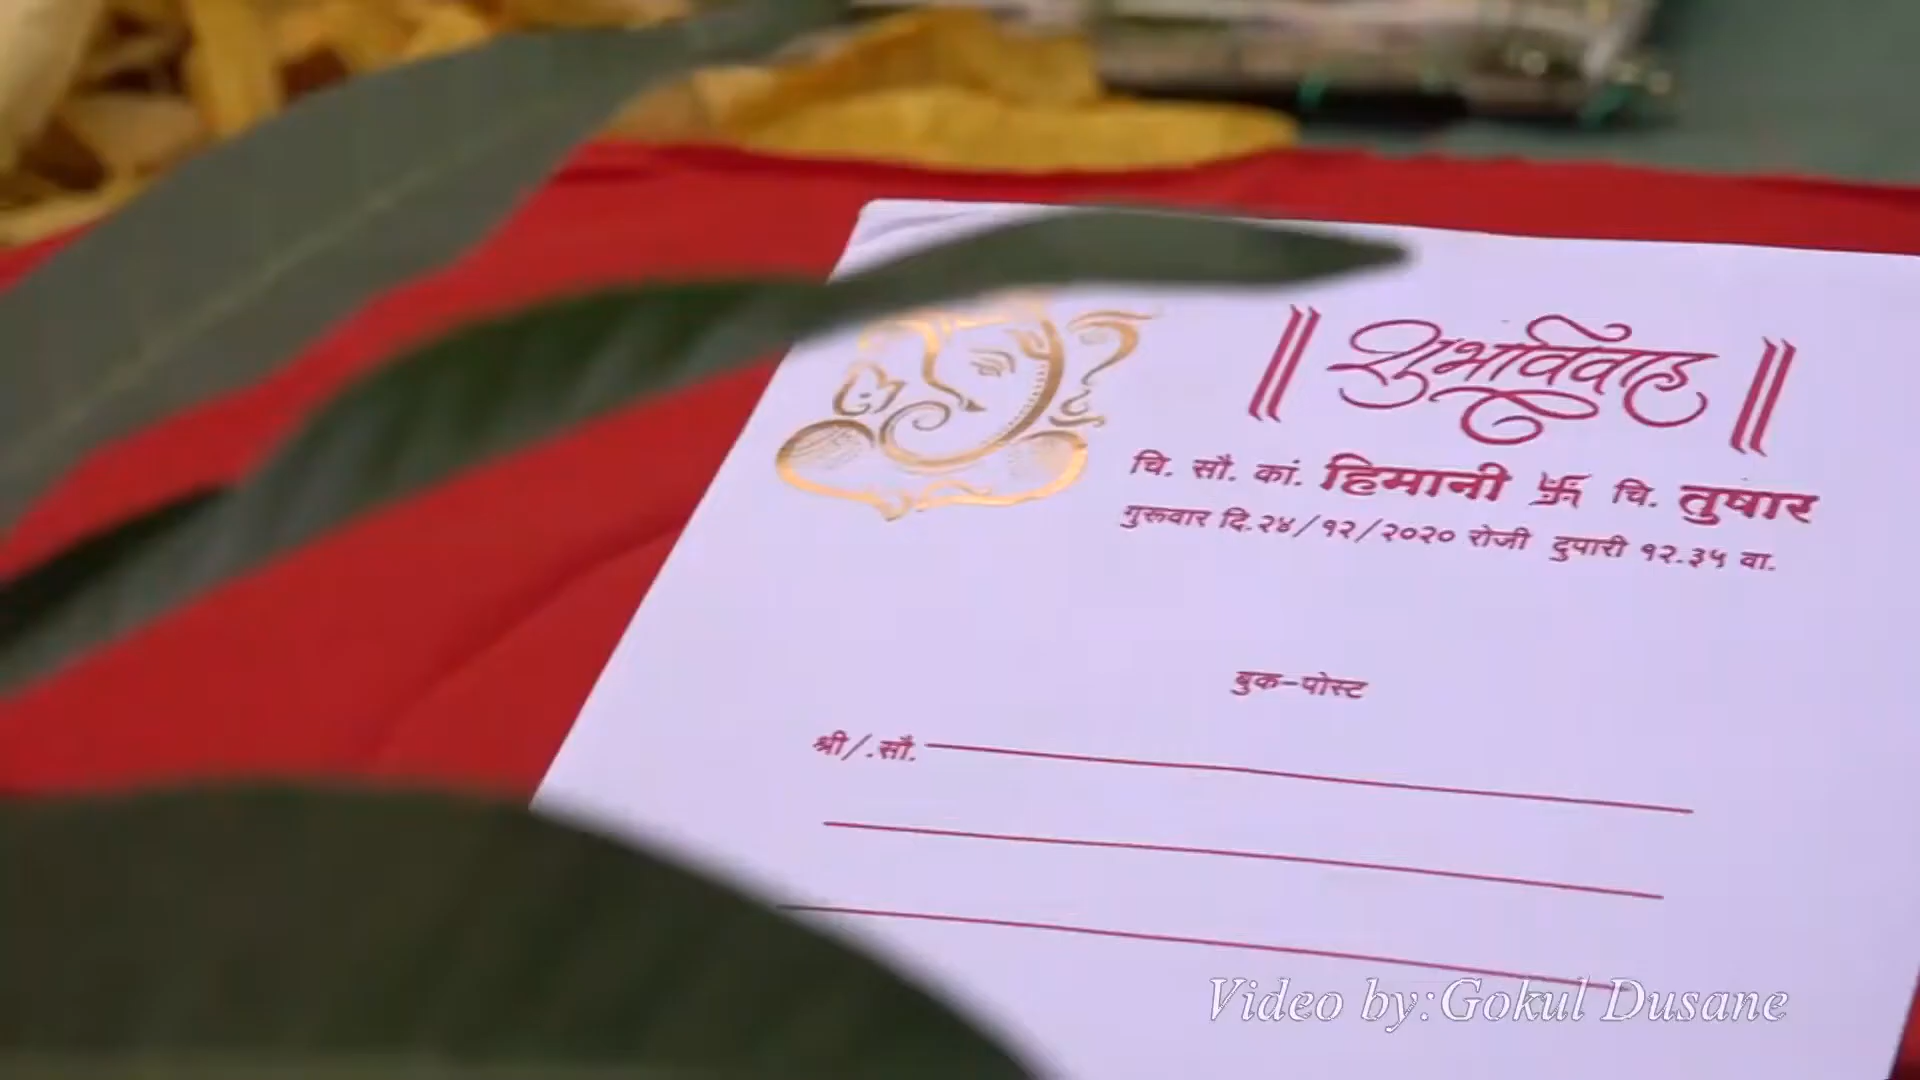 ॥ शुभविवाह ॥
चि. सौ. कां. हिमानी 卐 चि. तुषार
गुरूवार दि.२४/१२/२०२० रोजी दुपारी १२.३५ वा.
बुक-पोस्ट
श्री/.सौ.
Video by:Gokul Dusane